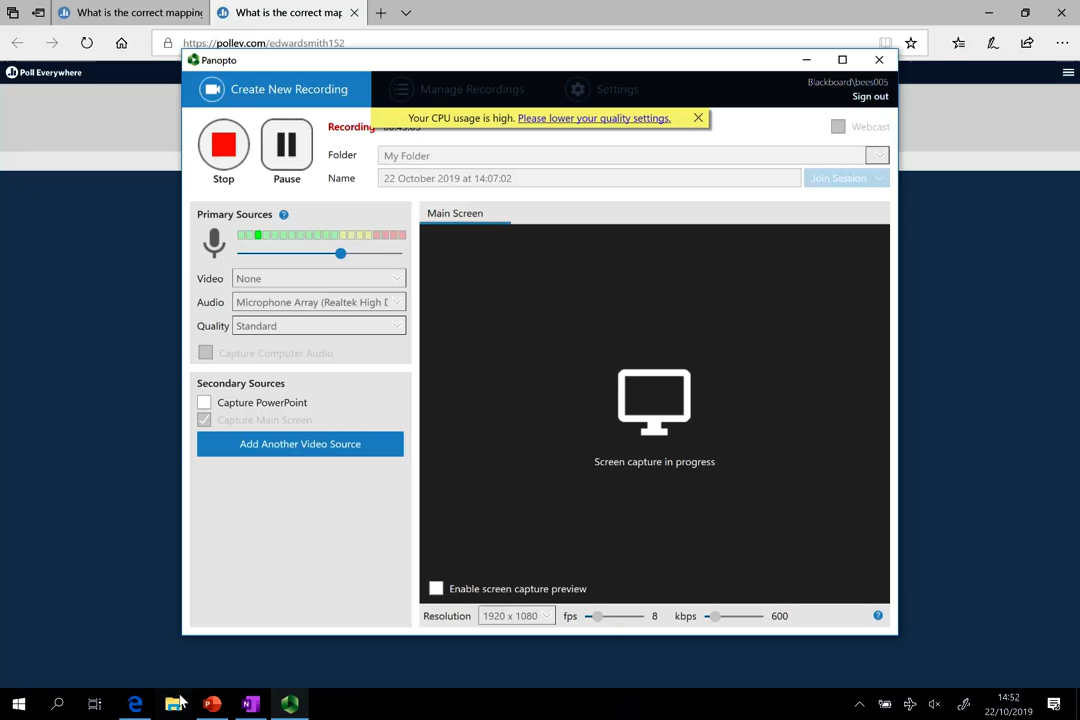 What is the correct mapping
What is the correct map
https://pollev.com/edwardsmith152
Poll Everywhere
Panopto
Create New Recording
Manage Recordings
Settings
Blackboard\bees005
Sign out
Your CPU usage is high. Please lower your quality settings.
Recording
Webcast
Folder
My Folder
Name
22 October 2019 at 14:07:02
Join Session
Stop
Pause
Primary Sources
Main Screen
Video
None
Audio
Microphone Array (Realtek High
Quality
Standard
Capture Computer Audio
Secondary Sources
Capture PowerPoint
Capture Main Screen
Add Another Video Source
Screen capture in progress
Enable screen capture preview
Resolution
1920 x 1080
fps
8
kbps
600
14:52
22/10/2019